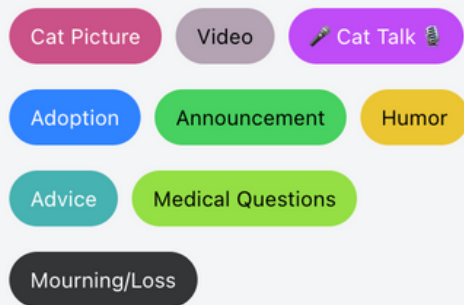 Cat Picture Video 🎤 Cat Talk 🎙️
Adoption Announcement Humor
Advice Medical Questions
Mourning/Loss